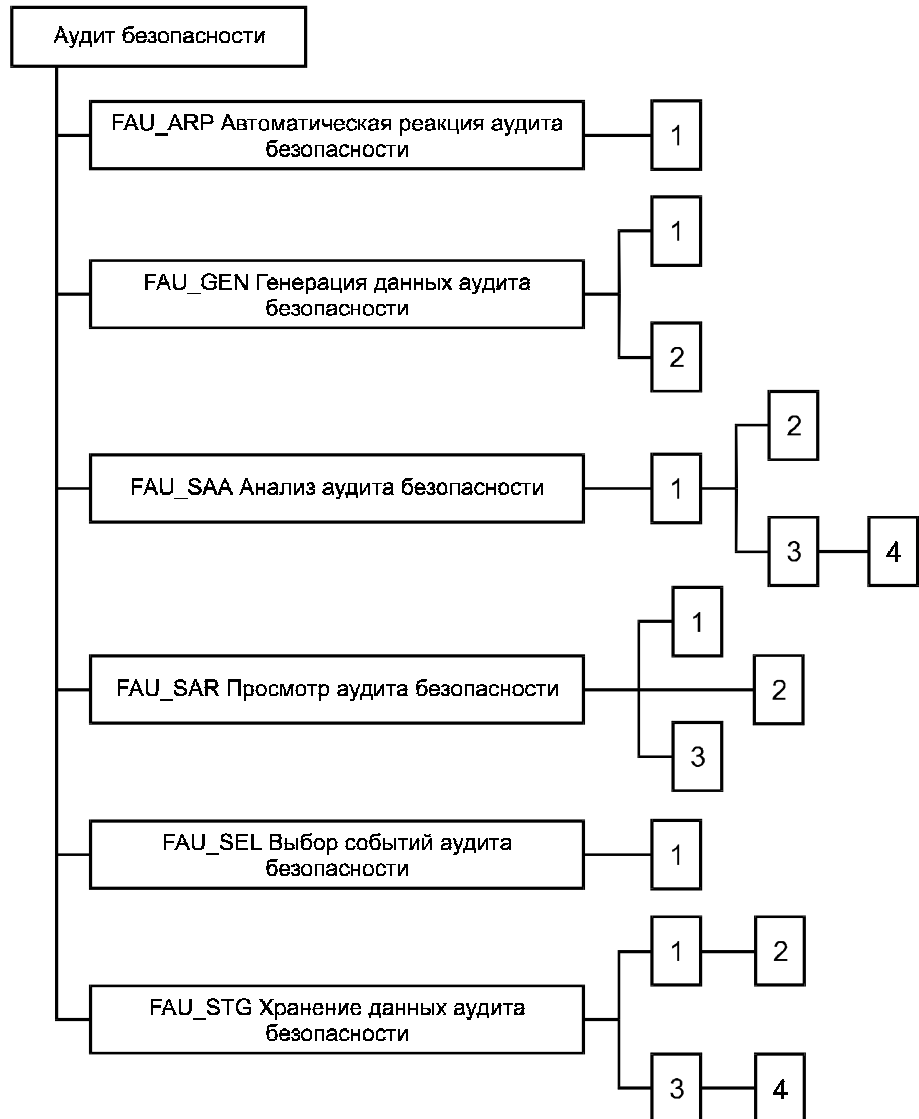 Аудит безопасности
FAU_ARP Автоматическая реакция аудита
безопасности
1
FAU_GEN Генерация данных аудита
безопасности
1
2
FAU_SAA Анализ аудита безопасности
1
2
3
4
FAU_SAR Просмотр аудита безопасности
1
2
3
FAU_SEL Выбор событий аудита
безопасности
1
FAU_STG Хранение данных аудита
безопасности
1
2
3
4